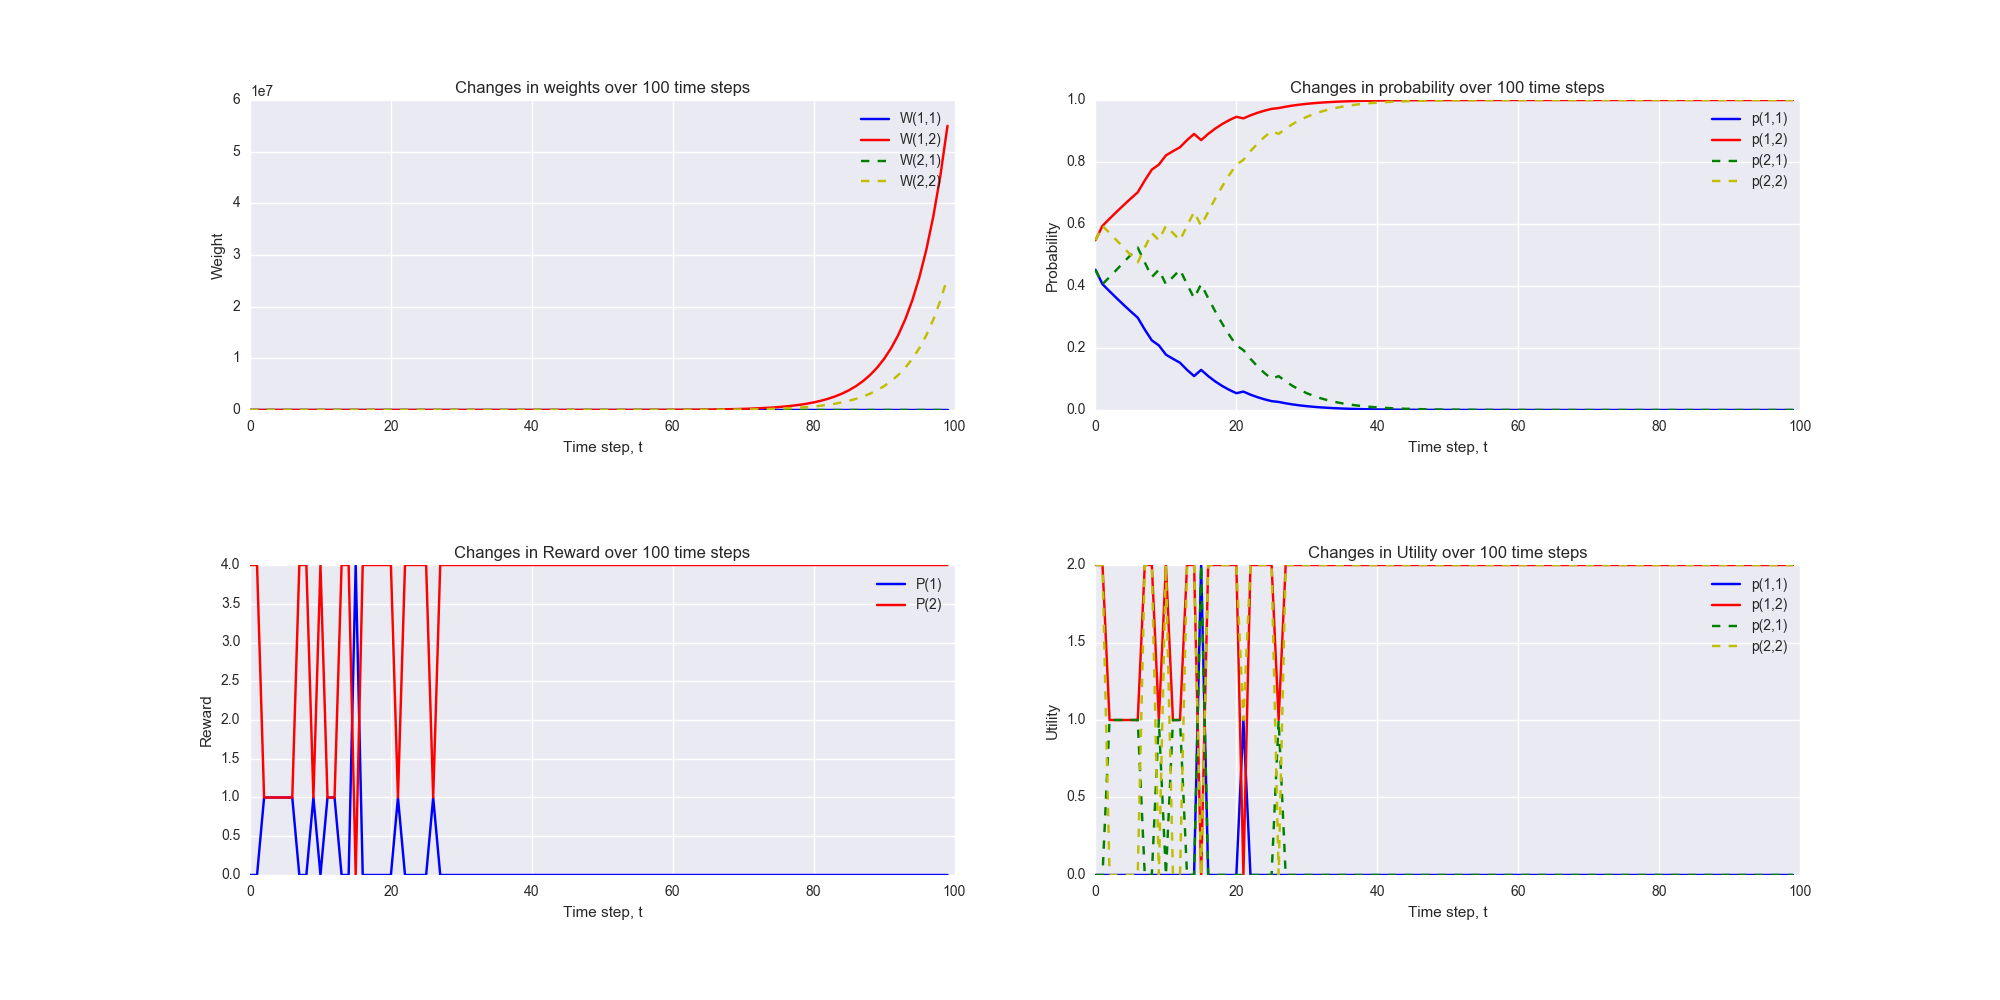 Changes in weights over 100 time steps
1e7
6
5
4
3
2
1
0
Weight
W(1,1)
W(1,2)
W(2,1)
W(2,2)
0 20 40 60 80 100
Time step, t
Changes in probability over 100 time steps
1.0
0.8
0.6
0.4
0.2
0.0
Probability
p(1,1)
p(1,2)
p(2,1)
p(2,2)
0 20 40 60 80 100
Time step, t
Changes in Reward over 100 time steps
4.0
3.5
3.0
2.5
2.0
1.5
1.0
0.5
0.0
Reward
P(1)
P(2)
0 20 40 60 80 100
Time step, t
Changes in Utility over 100 time steps
2.0
1.5
1.0
0.5
0.0
Utility
p(1,1)
p(1,2)
p(2,1)
p(2,2)
0 20 40 60 80 100
Time step, t